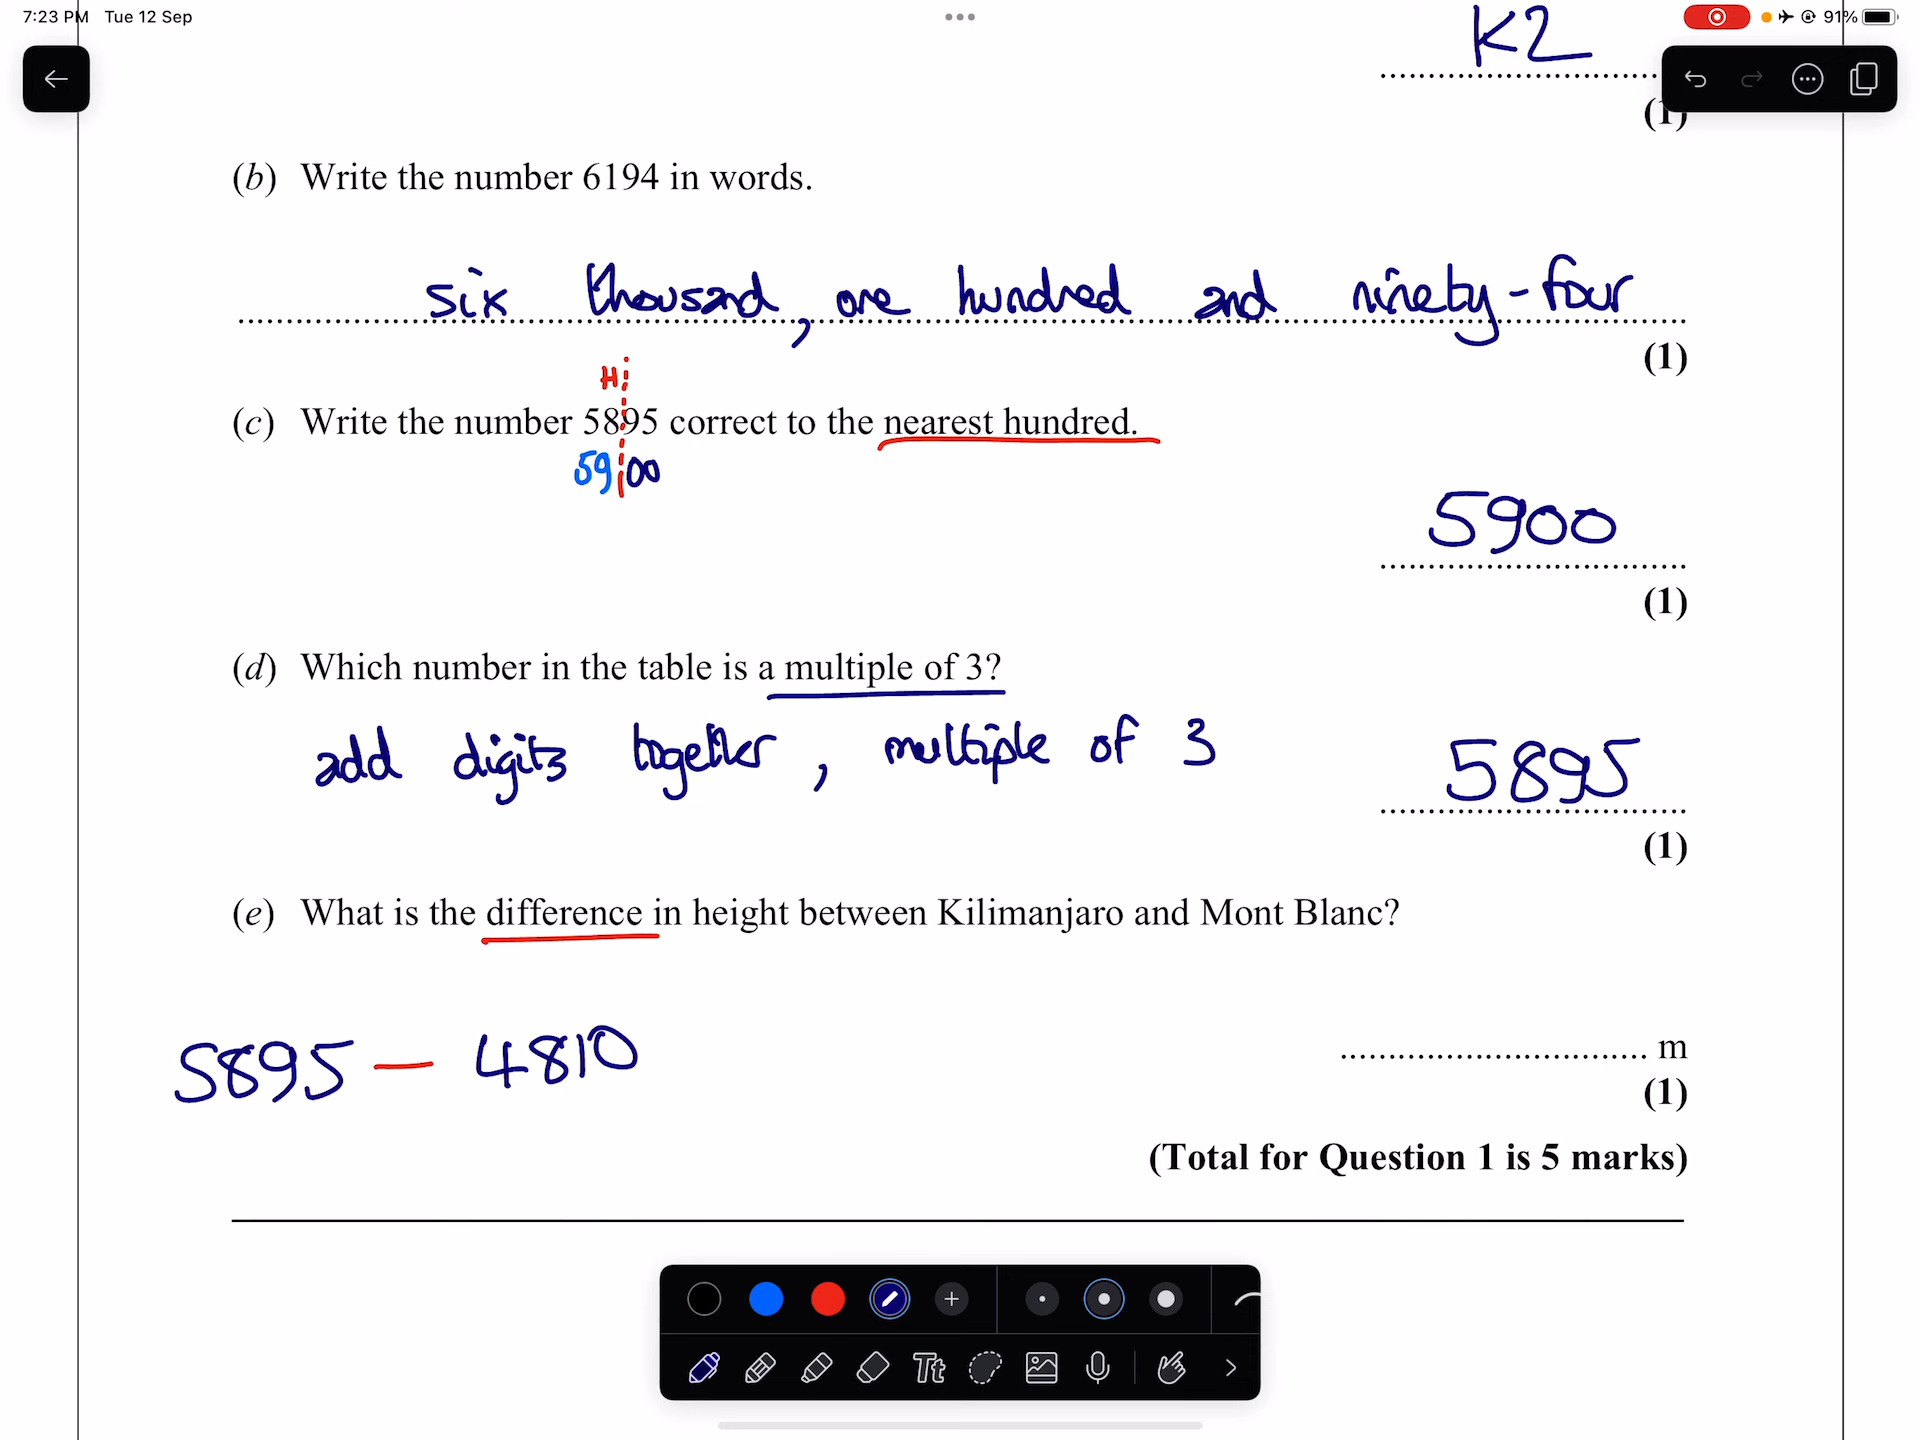 7:23 PM Tue 12 Sep
91%
K2
(1)
(b) Write the number 6194 in words.
six thousand, one hundred and ninety-four
(1)
H
(c) Write the number 5895 correct to the nearest hundred.
5900
5900
(1)
(d) Which number in the table is a multiple of 3?
add digits together, multiple of 3
5895
(1)
(e) What is the difference in height between Kilimanjaro and Mont Blanc?
5895 - 4810
m
(1)
(Total for Question 1 is 5 marks)
Tt